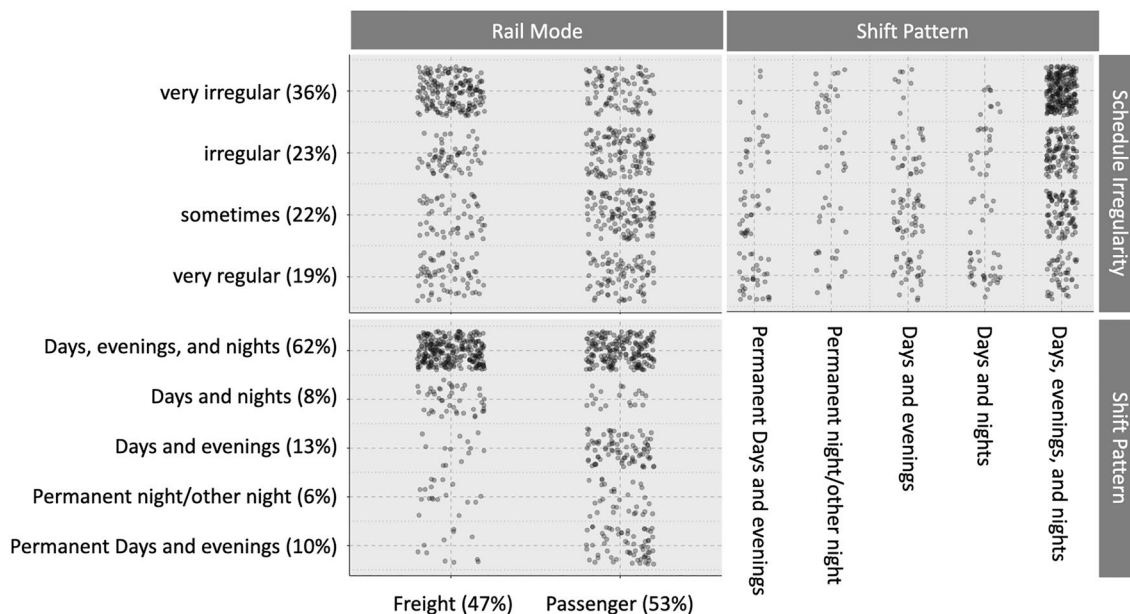 Rail Mode
Shift Pattern
very irregular (36%)
irregular (23%)
sometimes (22%)
very regular (19%)
Schedule Irregularity
Days, evenings, and nights (62%)
Days and nights (8%)
Days and evenings (13%)
Permanent night/other night (6%)
Permanent Days and evenings (10%)
Freight (47%)
Passenger (53%)
Permanent Days and evenings
Permanent night/other night
Days and evenings
Days and nights
Days, evenings, and nights
Shift Pattern